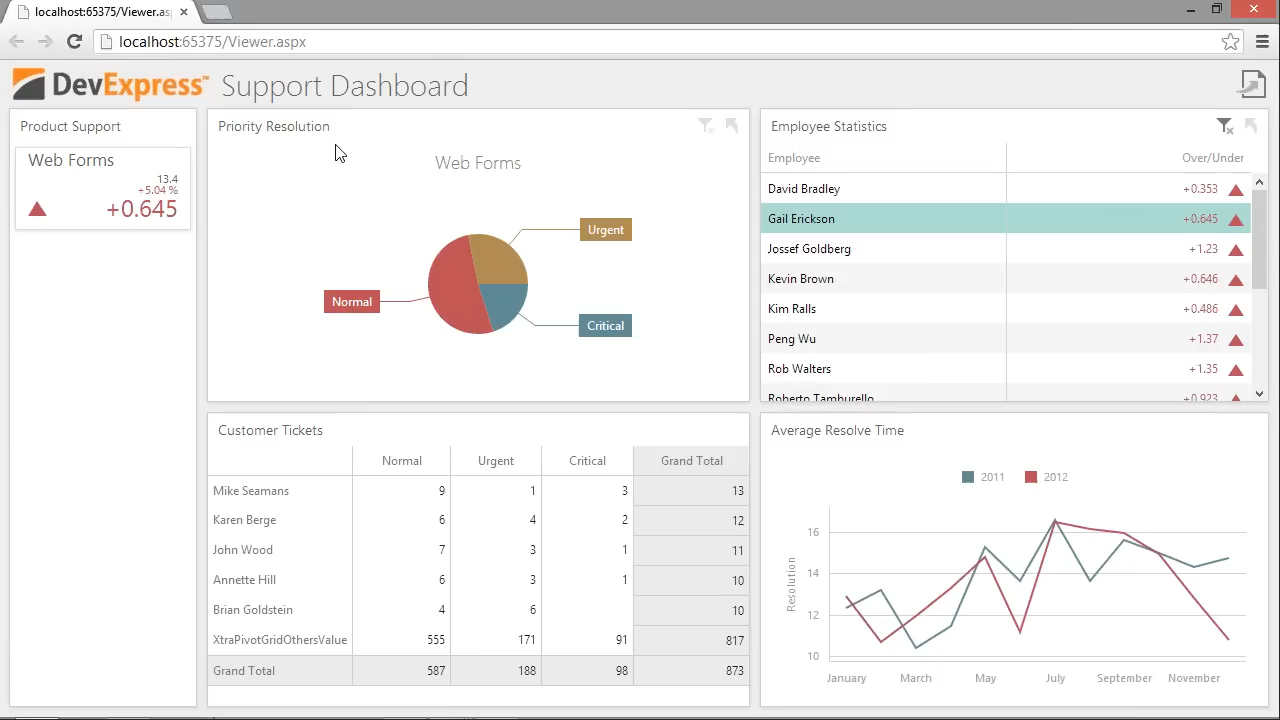 localhost:65375/Viewer.as
localhost:65375/Viewer.aspx
DevExpress™ Support Dashboard
Product Support
Web Forms
13.4
+5.04 %
+0.645
Priority Resolution
Web Forms
Urgent
Normal
Critical
Employee Statistics
Employee Over/Under
David Bradley +0.353
Gail Erickson +0.645
Jossef Goldberg +1.23
Kevin Brown +0.646
Kim Ralls +0.486
Peng Wu +1.37
Rob Walters +1.35
Roberto Tamburello +0.923
Customer Tickets
Normal Urgent Critical Grand Total
Mike Seamans 9 1 3 13
Karen Berge 6 4 2 12
John Wood 7 3 1 11
Annette Hill 6 3 1 10
Brian Goldstein 4 6 10
XtraPivotGridOthersValue 555 171 91 817
Grand Total 587 188 98 873
Average Resolve Time
2011 2012
Resolution
16
14
12
10
January March May July September November